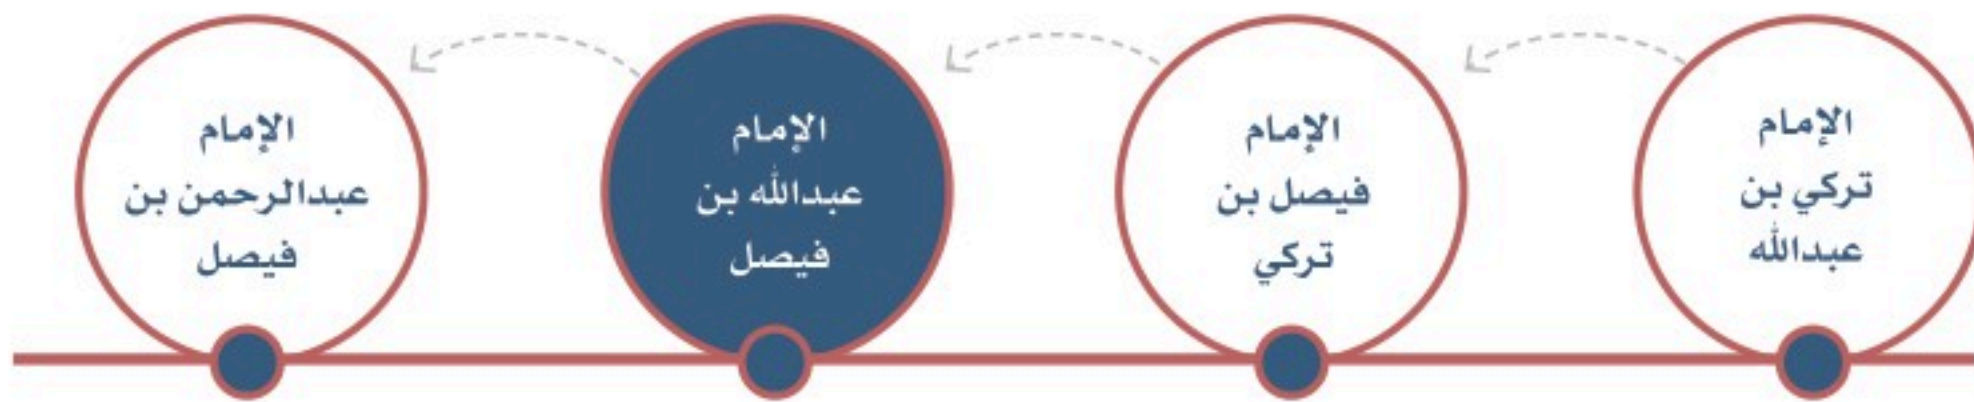 الإمام
تركي بن
عبدالله
الإمام
فيصل بن
تركي
الإمام
عبدالله بن
فيصل
الإمام
عبدالرحمن بن
فيصل